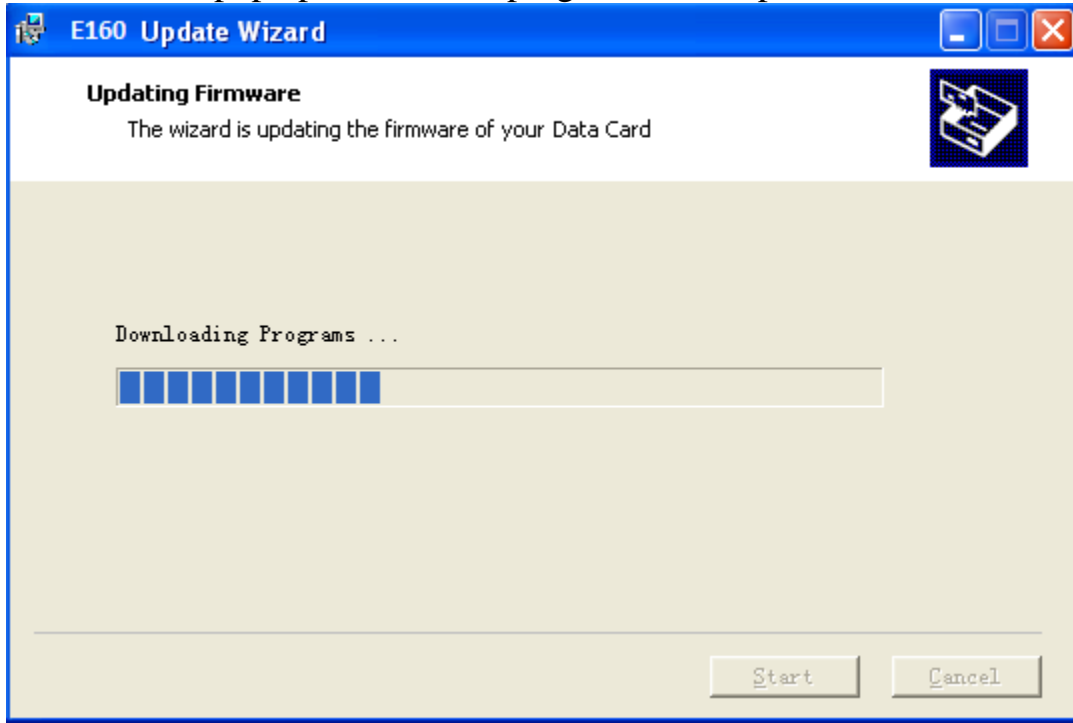 E160 Update Wizard
Updating Firmware
The wizard is updating the firmware of your Data Card
Downloading Programs ...
Start Cancel